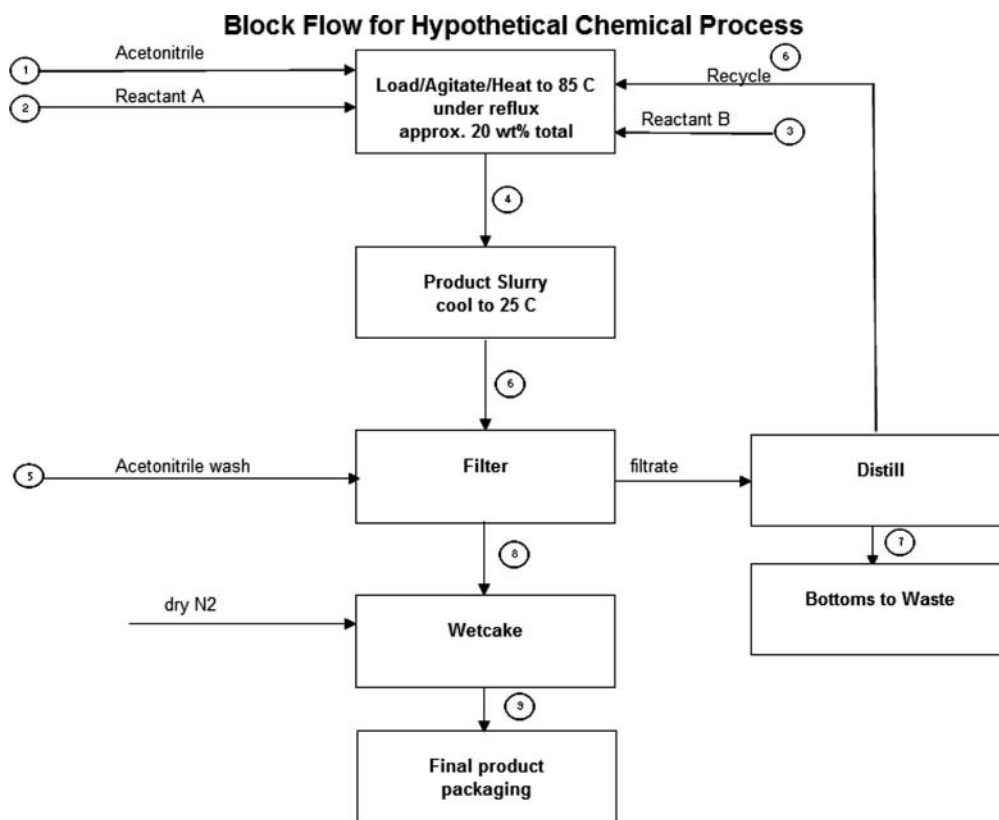 Block Flow for Hypothetical Chemical Process
Acetonitrile
6
1
Load/Agitate/Heat to 85 C
Recycle
2
Reactant A
under reflux
approx. 20 wt% total
Reactant B
3
4
Product Slurry
cool to 25 C
6
5
Acetonitrile wash
Filter
filtrate
Distill
7
8
dry N2
Wetcake
Bottoms to Waste
9
Final product
packaging